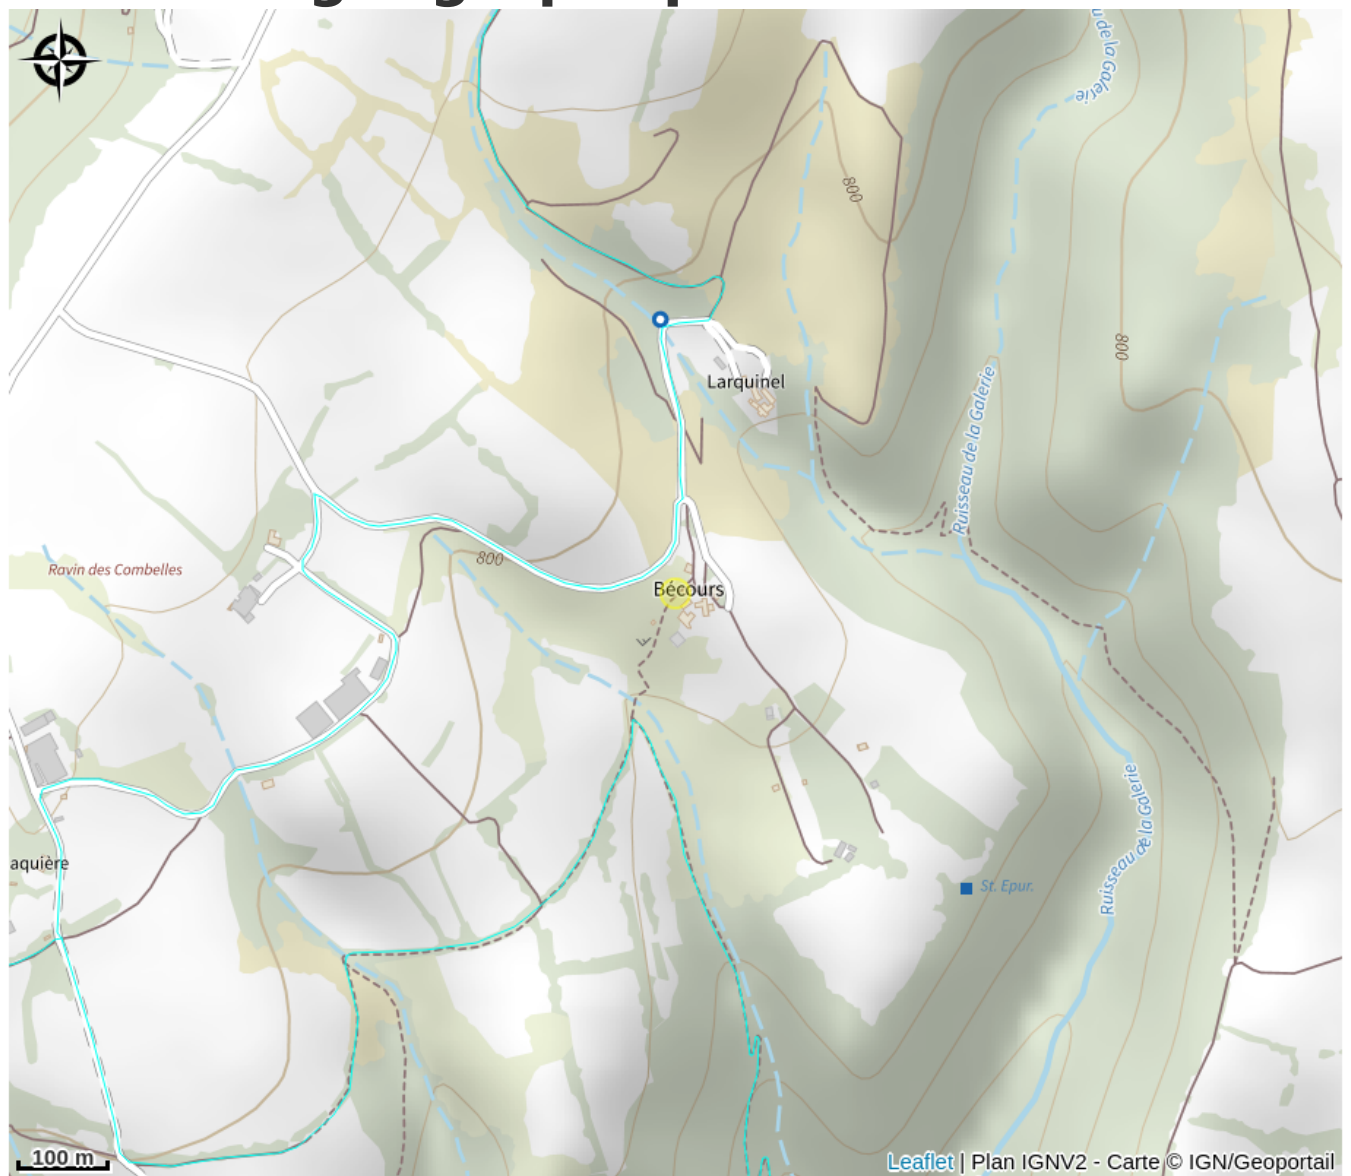 u de la Galerie
800
Larquinel
800
Ruisseau de la Galerie
800
Ravin des Combelles
Bécours
Ruisseau de la Galerie
aquière
St. Epur.
100 m
Leaflet | Plan IGNV2 - Carte © IGN/Geoportail